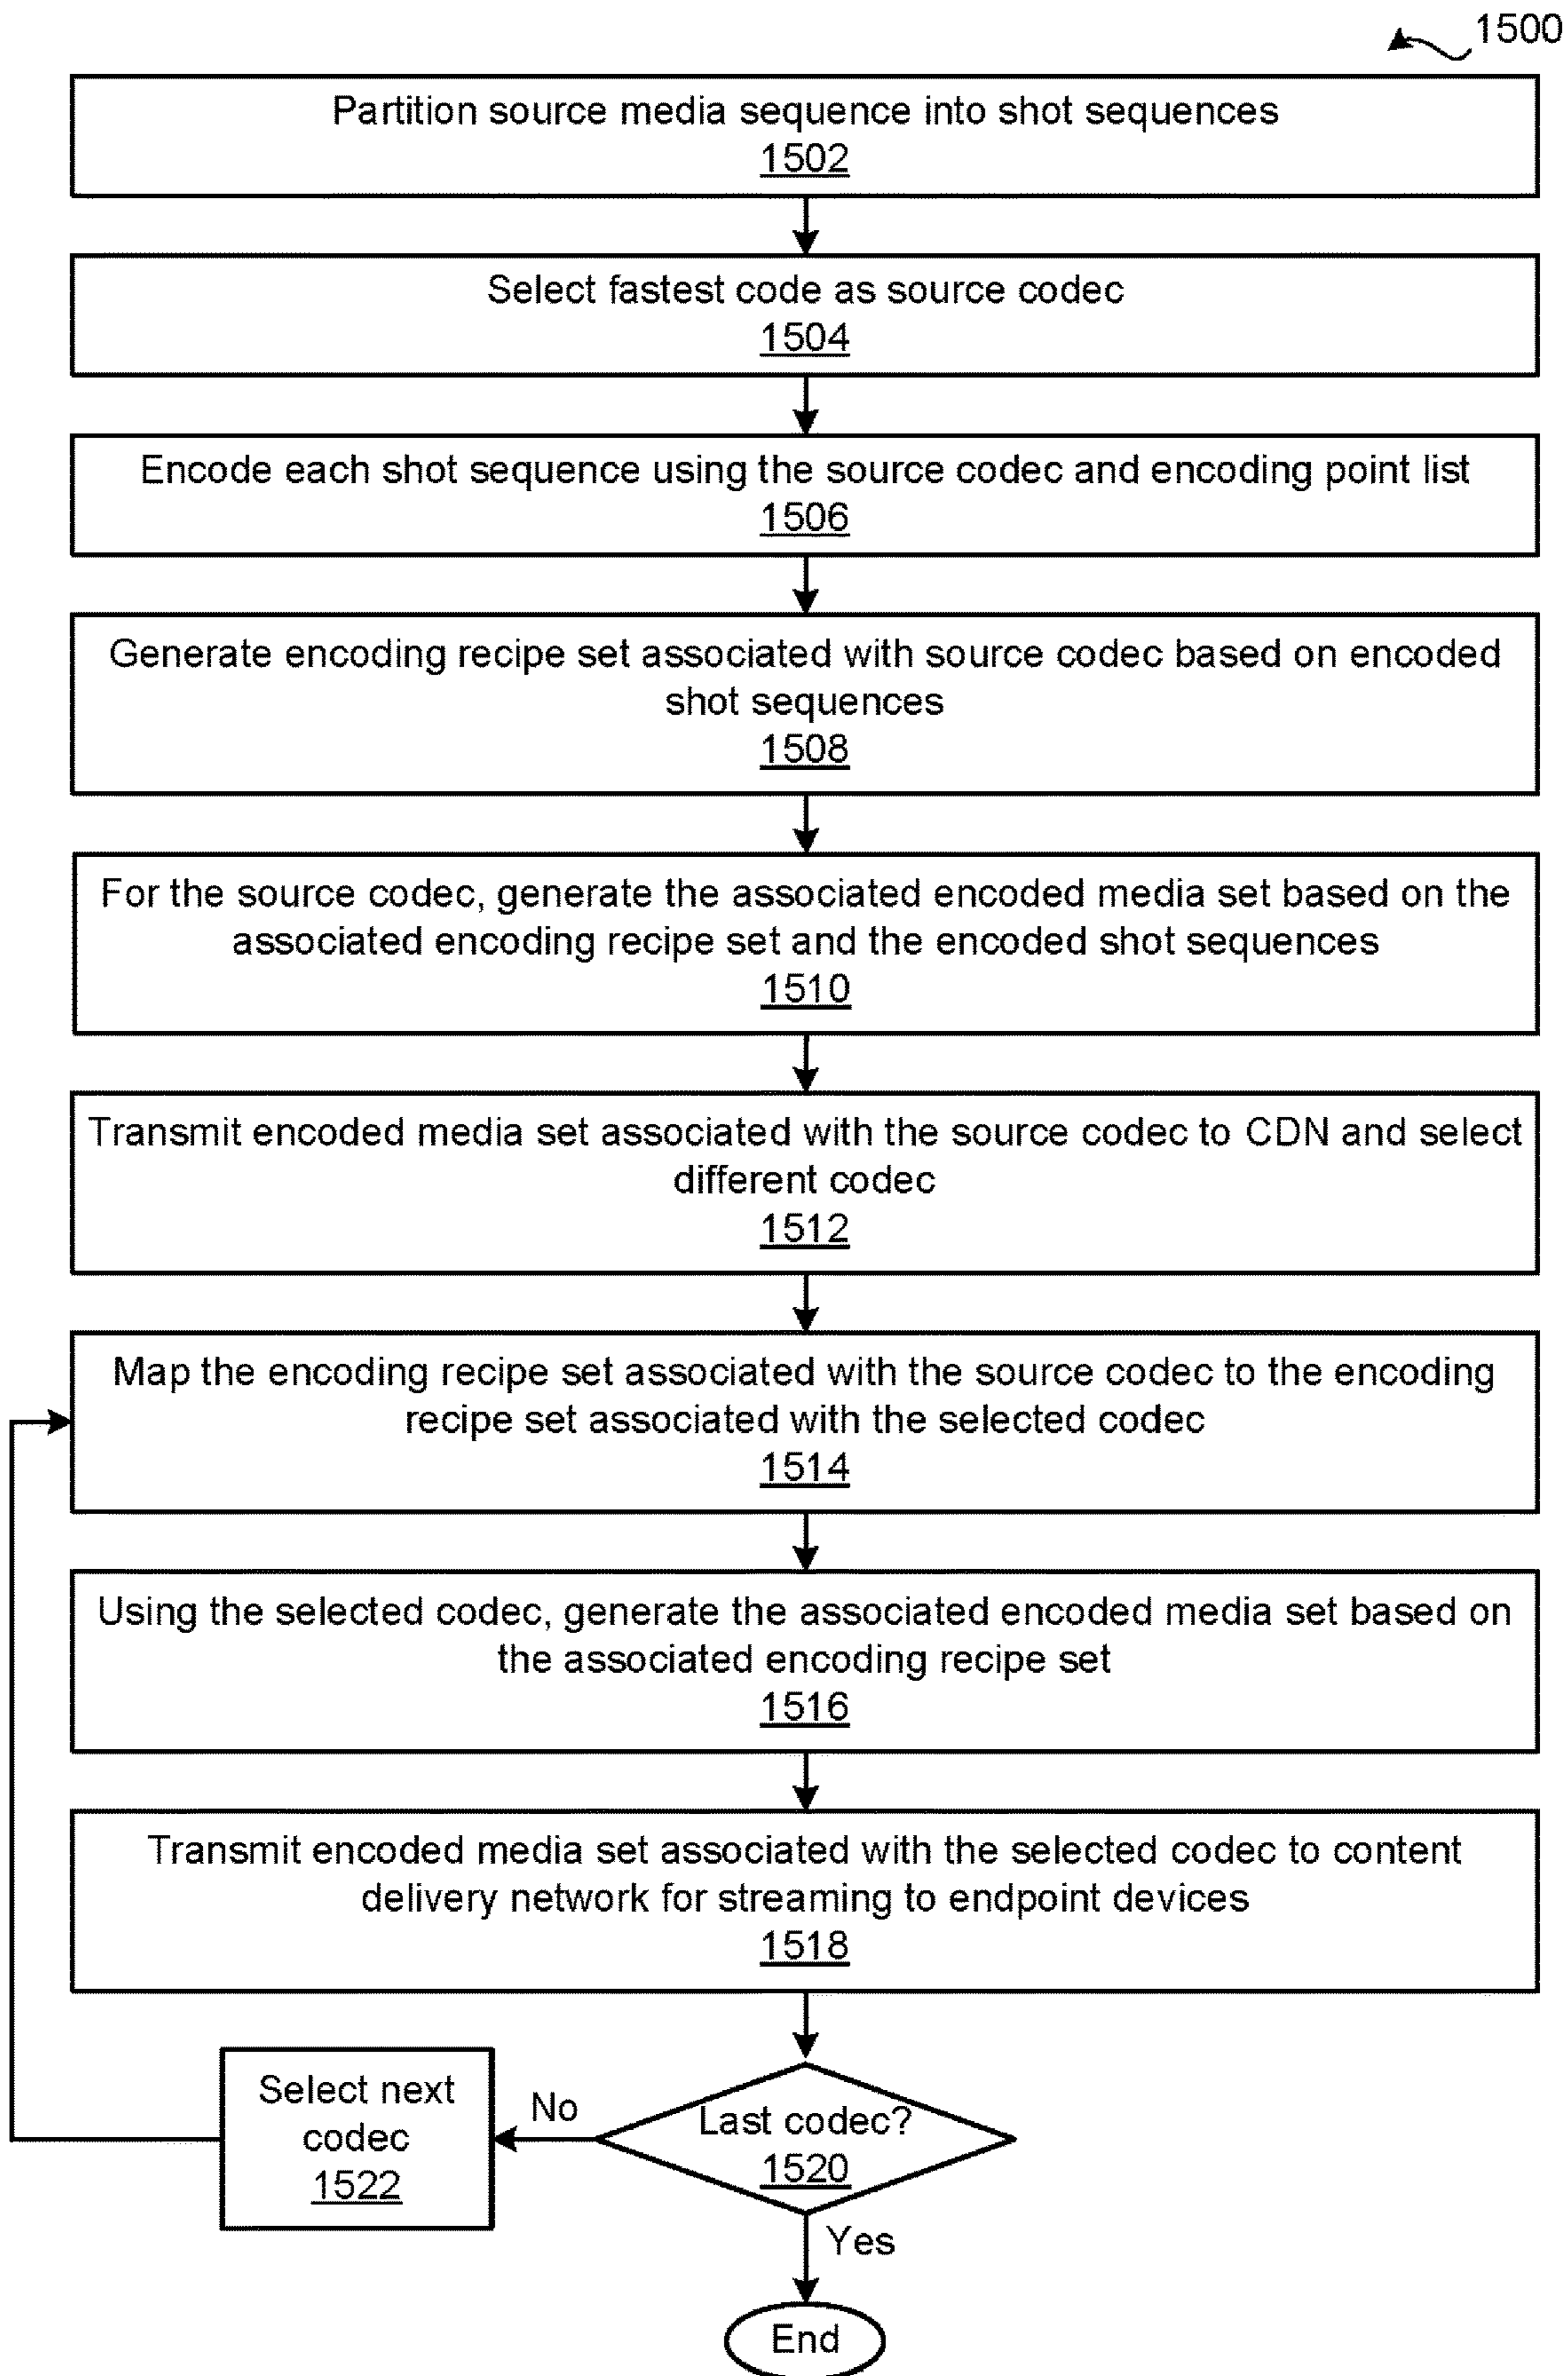 1500
Partition source media sequence into shot sequences
1502
Select fastest code as source codec
1504
Encode each shot sequence using the source codec and encoding point list
1506
Generate encoding recipe set associated with source codec based on encoded
shot sequences
1508
For the source codec, generate the associated encoded media set based on the
associated encoding recipe set and the encoded shot sequences
1510
Transmit encoded media set associated with the source codec to CDN and select
different codec
1512
Map the encoding recipe set associated with the source codec to the encoding
recipe set associated with the selected codec
1514
Using the selected codec, generate the associated encoded media set based on
the associated encoding recipe set
1516
Transmit encoded media set associated with the selected codec to content
delivery network for streaming to endpoint devices
1518
Last codec?
1520
No
Select next
codec
1522
Yes
End